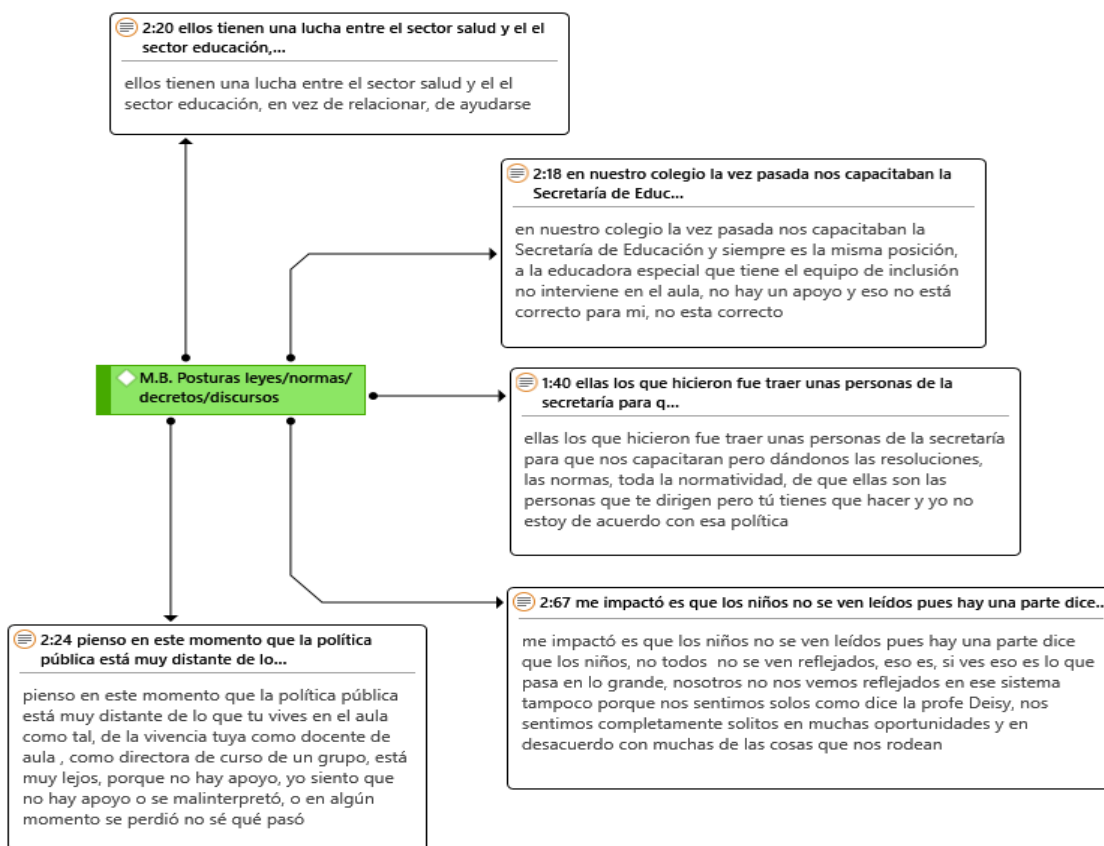 2:20 ellos tienen una lucha entre el sector salud y el el
sector educación,...
ellos tienen una lucha entre el sector salud y el el
sector educación, en vez de relacionar, de ayudarse
2:18 en nuestro colegio la vez pasada nos capacitaban la
Secretaría de Educ...
en nuestro colegio la vez pasada nos capacitaban la
Secretaría de Educación y siempre es la misma posición,
a la educadora especial que tiene el equipo de inclusión
no interviene en el aula, no hay un apoyo y eso no está
correcto para mi, no esta correcto
M.B. Posturas leyes/normas/
decretos/discursos
1:40 ellas los que hicieron fue traer unas personas de la
secretaría para q...
ellas los que hicieron fue traer unas personas de la secretaría
para que nos capacitaran pero dándonos las resoluciones,
las normas, toda la normatividad, de que ellas son las
personas que te dirigen pero tú tienes que hacer y yo no
estoy de acuerdo con esa política
2:67 me impactó es que los niños no se ven leídos pues hay una parte dice...
me impactó es que los niños no se ven leídos pues hay una parte dice
que los niños, no todos no se ven reflejados, eso es, si ves eso es lo que
pasa en lo grande, nosotros no nos vemos reflejados en ese sistema
tampoco porque nos sentimos solos como dice la profe Deisy, nos
sentimos completamente solitos en muchas oportunidades y en
desacuerdo con muchas de las cosas que nos rodean
2:24 pienso en este momento que la política
pública está muy distante de lo...
pienso en este momento que la política pública
está muy distante de lo que tu vives en el aula
como tal, de la vivencia tuya como docente de
aula , como directora de curso de un grupo, está
muy lejos, porque no hay apoyo, yo siento que
no hay apoyo o se malinterpretó, o en algún
momento se perdió no sé qué pasó